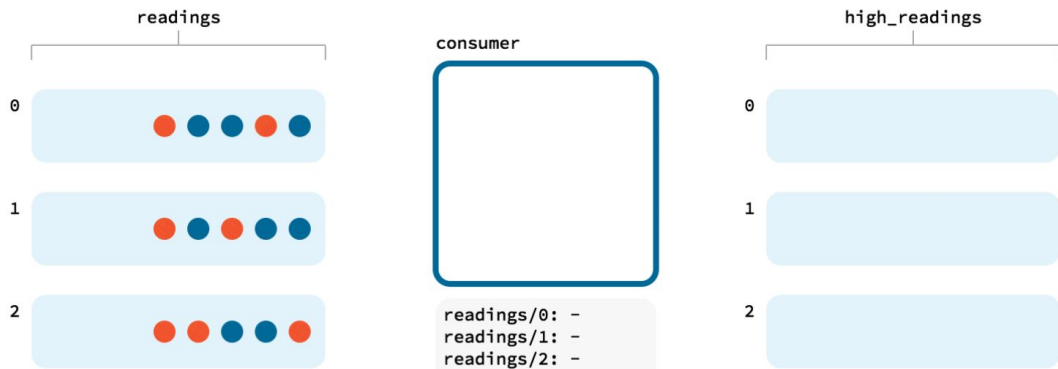 readings
high_readings
consumer
0
0
1
1
2
2
readings/0: -
readings/1: -
readings/2: -